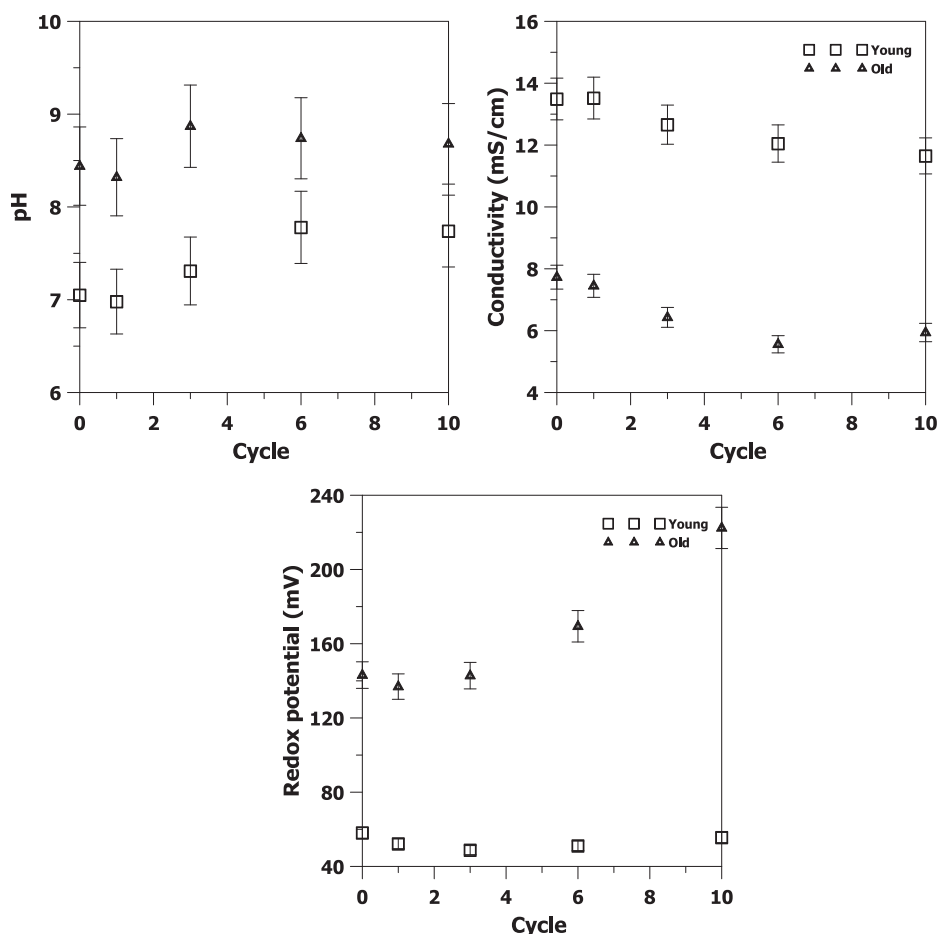 10
9
8
7
6
pH
0 2 4 6 8 10
Cycle
16
14
12
10
8
6
4
Conductivity (mS/cm)
Young
Old
0 2 4 6 8 10
Cycle
240
200
160
120
80
40
Redox potential (mV)
Young
Old
0 2 4 6 8 10
Cycle